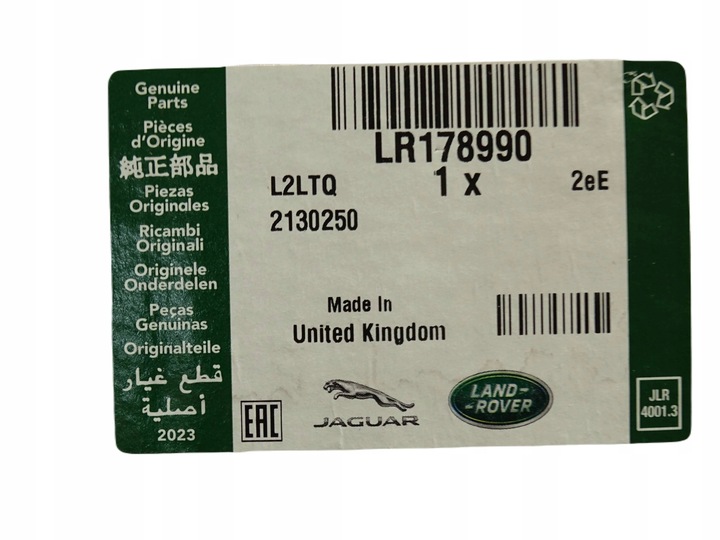 Genuine
Parts
Pièces
d'Origine
純正部品
Piezas
Originales
Ricambi
Originali
Originele
Onderdelen
Peças
Genuínas
Originalteile
قطع غيار
أصلية
2023
LR178990
L2LTQ 1 x 2eE
2130250
Made In
United Kingdom
EAC
JAGUAR
LAND-
-ROVER
JLR
4001.3